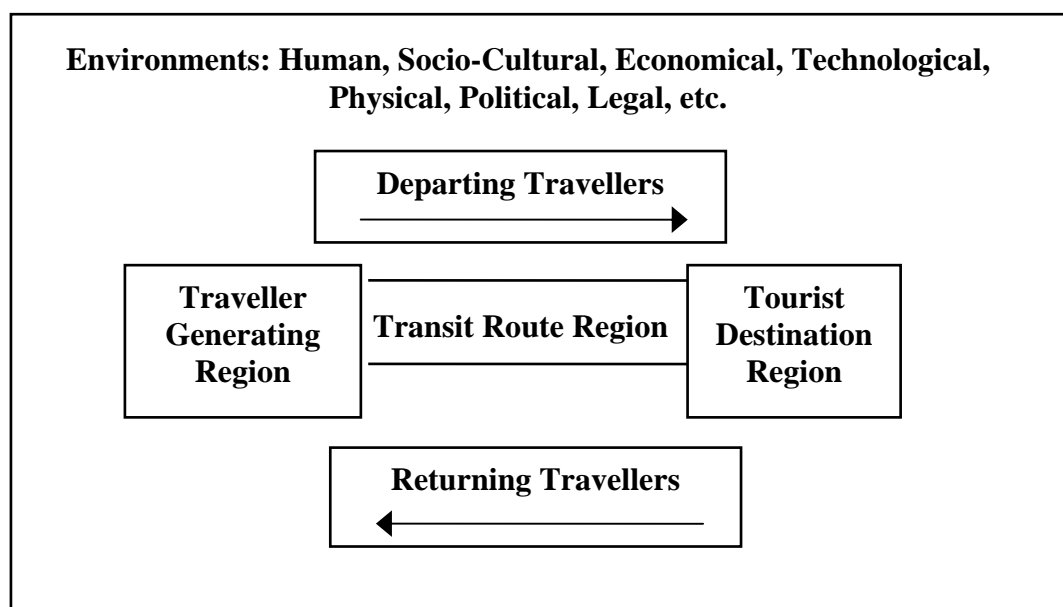 Environments: Human, Socio-Cultural, Economical, Technological,
Physical, Political, Legal, etc.
Departing Travellers
Traveller
Generating
Region
Transit Route Region
Tourist
Destination
Region
Returning Travellers